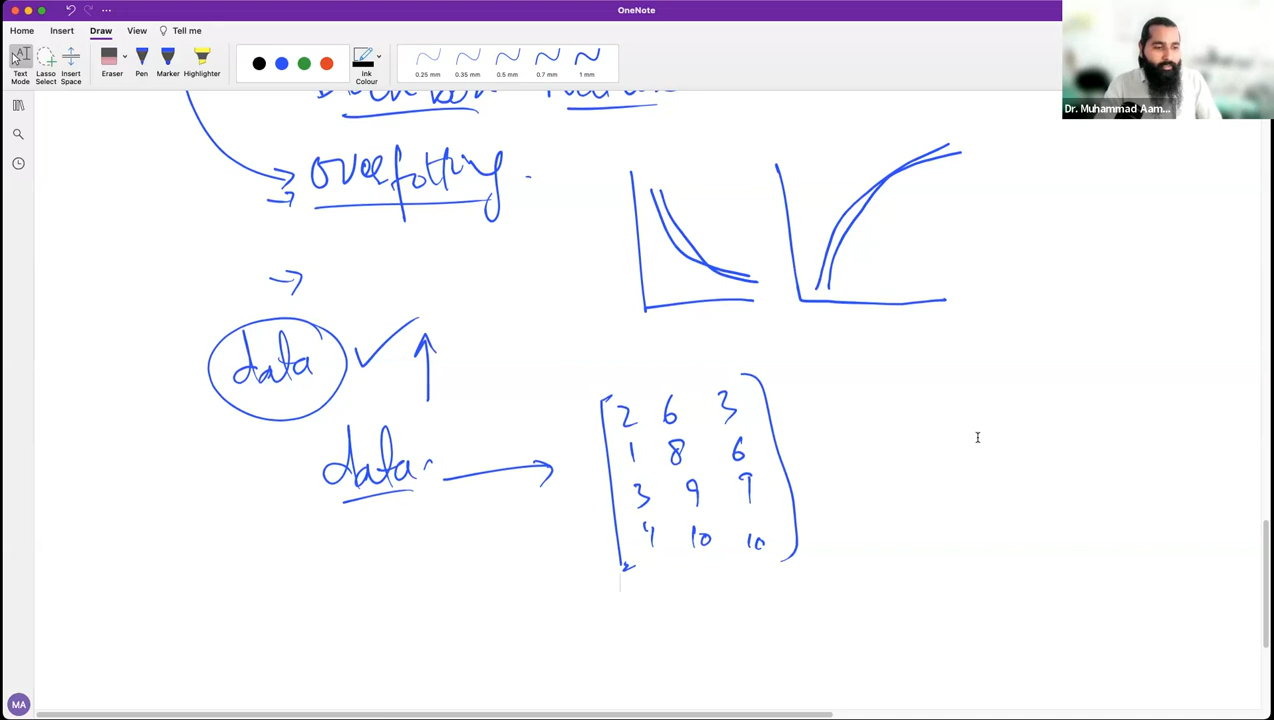 OneNote
Home Insert Draw View Tell me
Text Mode Lasso Select Insert Space Eraser Pen Marker Highlighter Ink Colour 0.25 mm 0.35 mm 0.5 mm 0.7 mm 1 mm
Dr. Muhammad Aam...
overfitting
data
data
2 6 3
1 8 6
3 9 9
4 10 10
MA